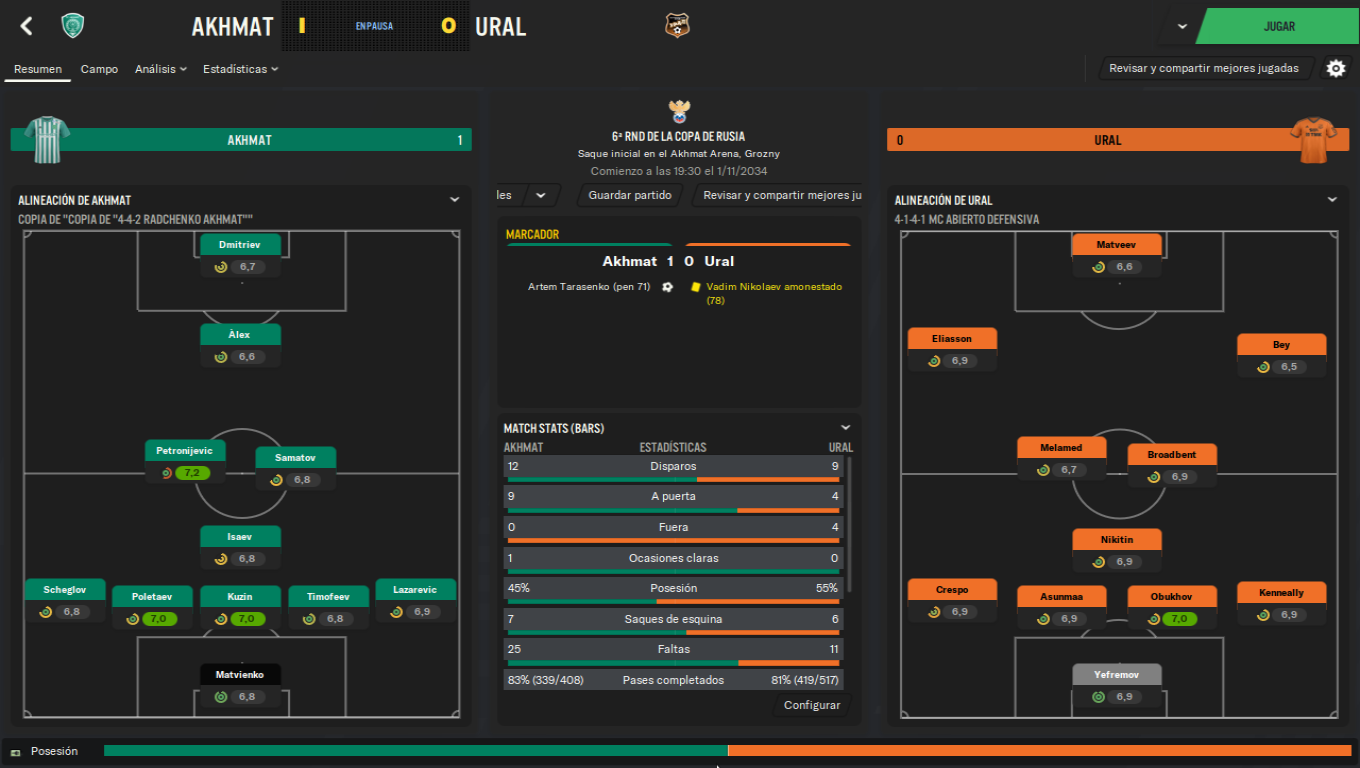 AKHMAT 1 EN PAUSA 0 URAL
JUGAR
Resumen Campo Análisis Estadísticas
Revisar y compartir mejores jugadas
AKHMAT 1
6ª RND DE LA COPA DE RUSIA
Saque inicial en el Akhmat Arena, Grozny
Comienzo a las 19:30 el 1/11/2034
les Guardar partido Revisar y compartir mejores ju
0 URAL
ALINEACIÓN DE AKHMAT
COPIA DE "COPIA DE "4-4-2 RADCHENKO AKHMAT""
Dmitriev
6,7
Àlex
6,6
Petronijevic
7,2
Samatov
6,8
Isaev
6,8
Scheglov
6,8
Poletaev
7,0
Kuzin
7,0
Timofeev
6,8
Lazarevic
6,9
Matvienko
6,8
MARCADOR
Akhmat 1 0 Ural
Artem Tarasenko (pen 71)
Vadim Nikolaev amonestado
(78)
MATCH STATS (BARS)
AKHMAT ESTADÍSTICAS URAL
12 Disparos 9
9 A puerta 4
0 Fuera 4
1 Ocasiones claras 0
45% Posesión 55%
7 Saques de esquina 6
25 Faltas 11
83% (339/408) Pases completados 81% (419/517)
Configurar
ALINEACIÓN DE URAL
4-1-4-1 MC ABIERTO DEFENSIVA
Matveev
6,6
Eliasson
6,9
Bey
6,5
Melamed
6,7
Broadbent
6,9
Nikitin
6,9
Crespo
6,9
Asunmaa
6,9
Obukhov
7,0
Kenneally
6,9
Yefremov
6,9
Posesión